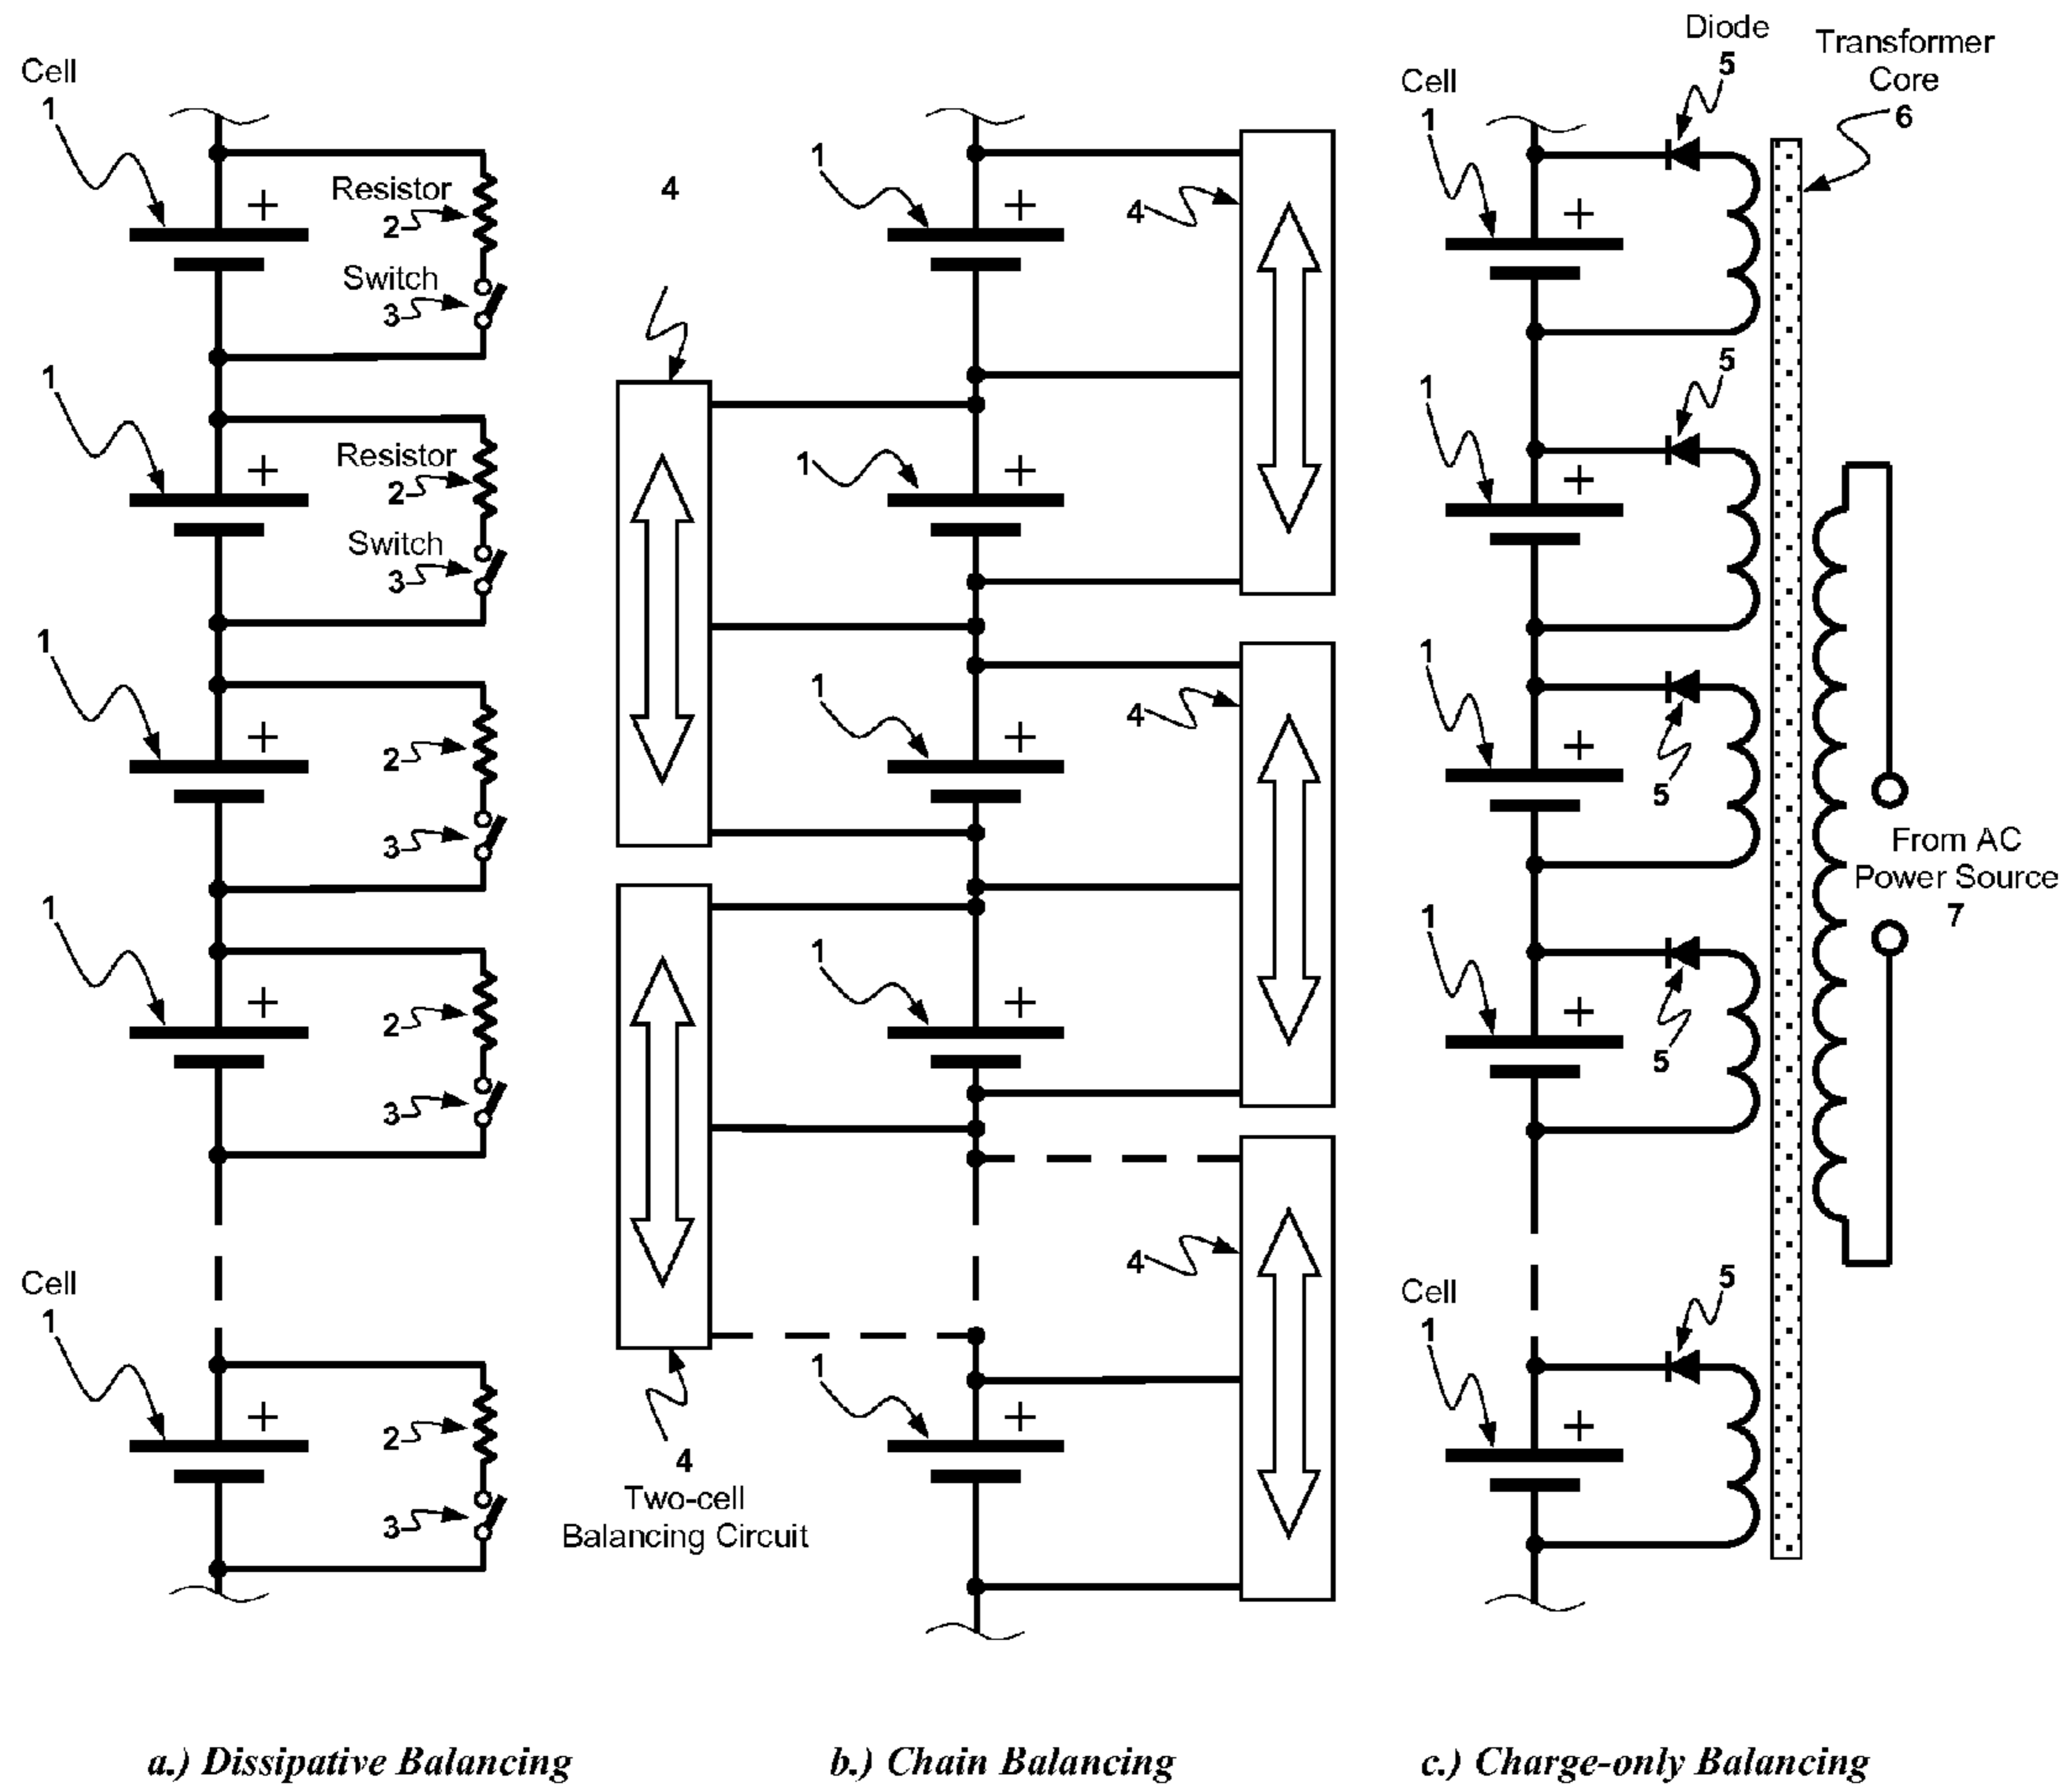 Cell
1
+
Resistor
2
Switch
3
1
+
Resistor
2
Switch
3
1
+
2
3
1
+
2
3
Cell
1
+
2
3
a.) Dissipative Balancing
4
1
+
4
1
+
1
+
4
1
+
4
1
+
4
Two-cell
Balancing Circuit
b.) Chain Balancing
Diode
5
Transformer
Core
6
Cell
1
+
5
1
+
1
+
5
From AC
Power Source
7
1
+
5
Cell
1
5
+
c.) Charge-only Balancing